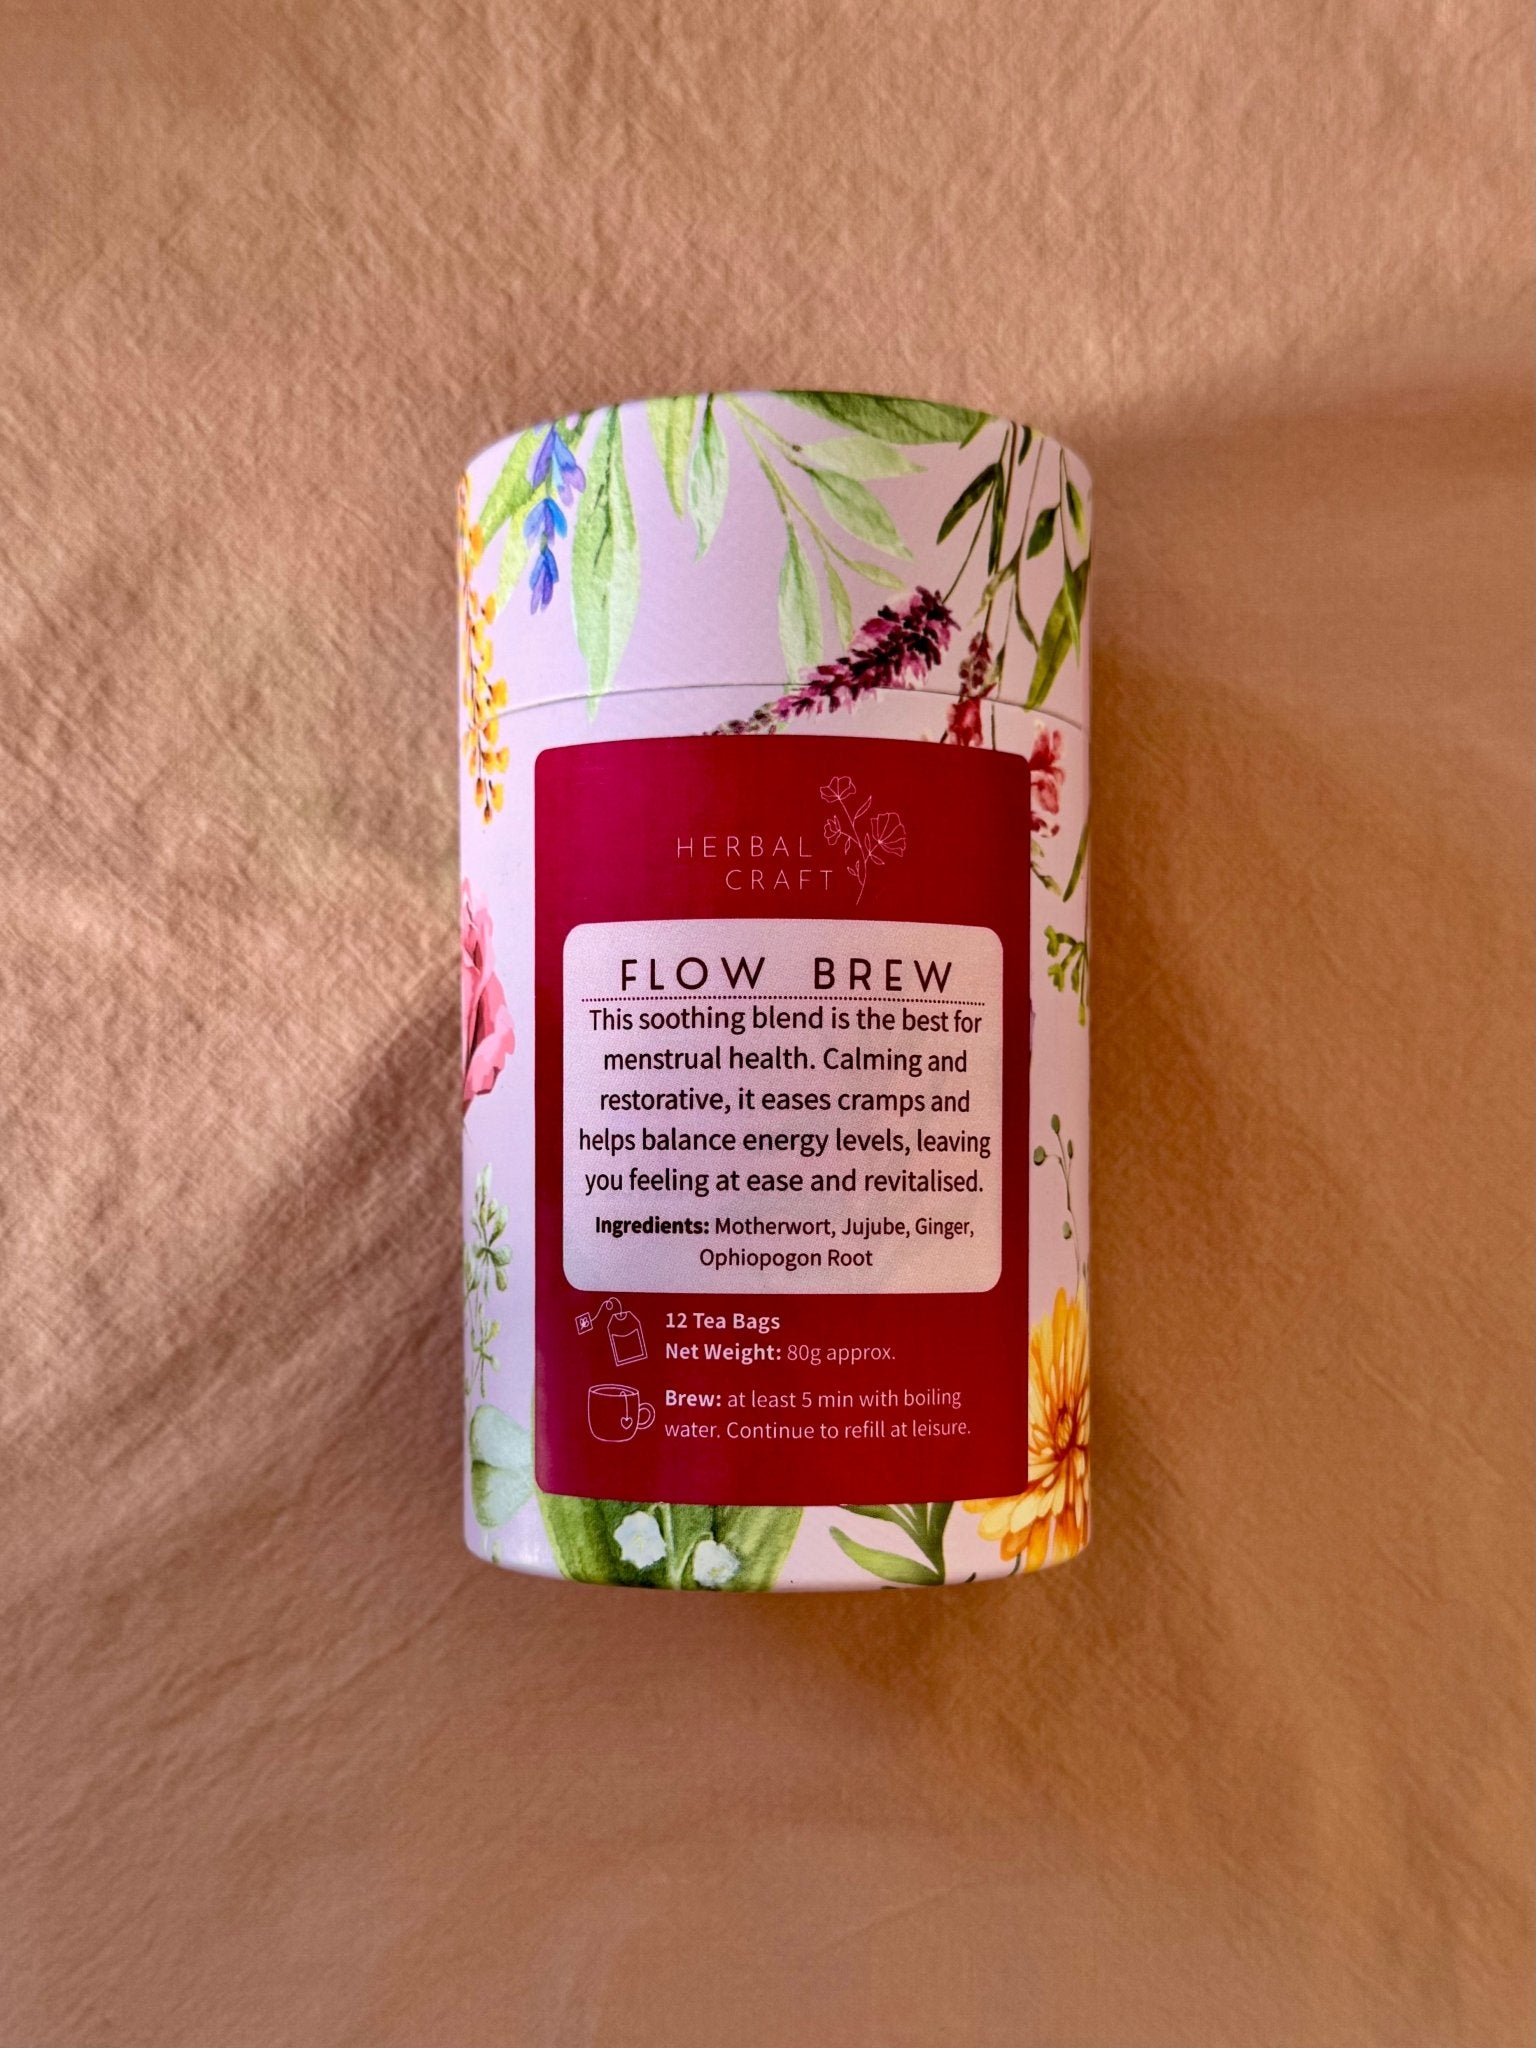 HERBAL
CRAFT
FLOW BREW
This soothing blend is the best for
menstrual health. Calming and
restorative, it eases cramps and
helps balance energy levels, leaving
you feeling at ease and revitalised.
Ingredients: Motherwort, Jujube, Ginger,
Ophiopogon Root
12 Tea Bags
Net Weight: 80g approx.
Brew: at least 5 min with boiling
water. Continue to refill at leisure.